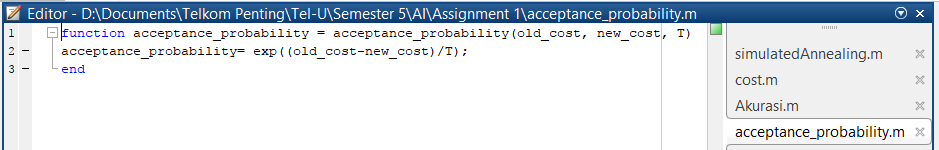 Editor - D:\Documents\Telkom Penting\Tel-U\Semester 5\AI\Assignment 1\acceptance_probability.m
1 function acceptance_probability = acceptance_probability(old_cost, new_cost, T)
2 - acceptance_probability= exp((old_cost-new_cost)/T);
3 - end
simulatedAnnealing.m
cost.m
Akurasi.m
acceptance_probability.m